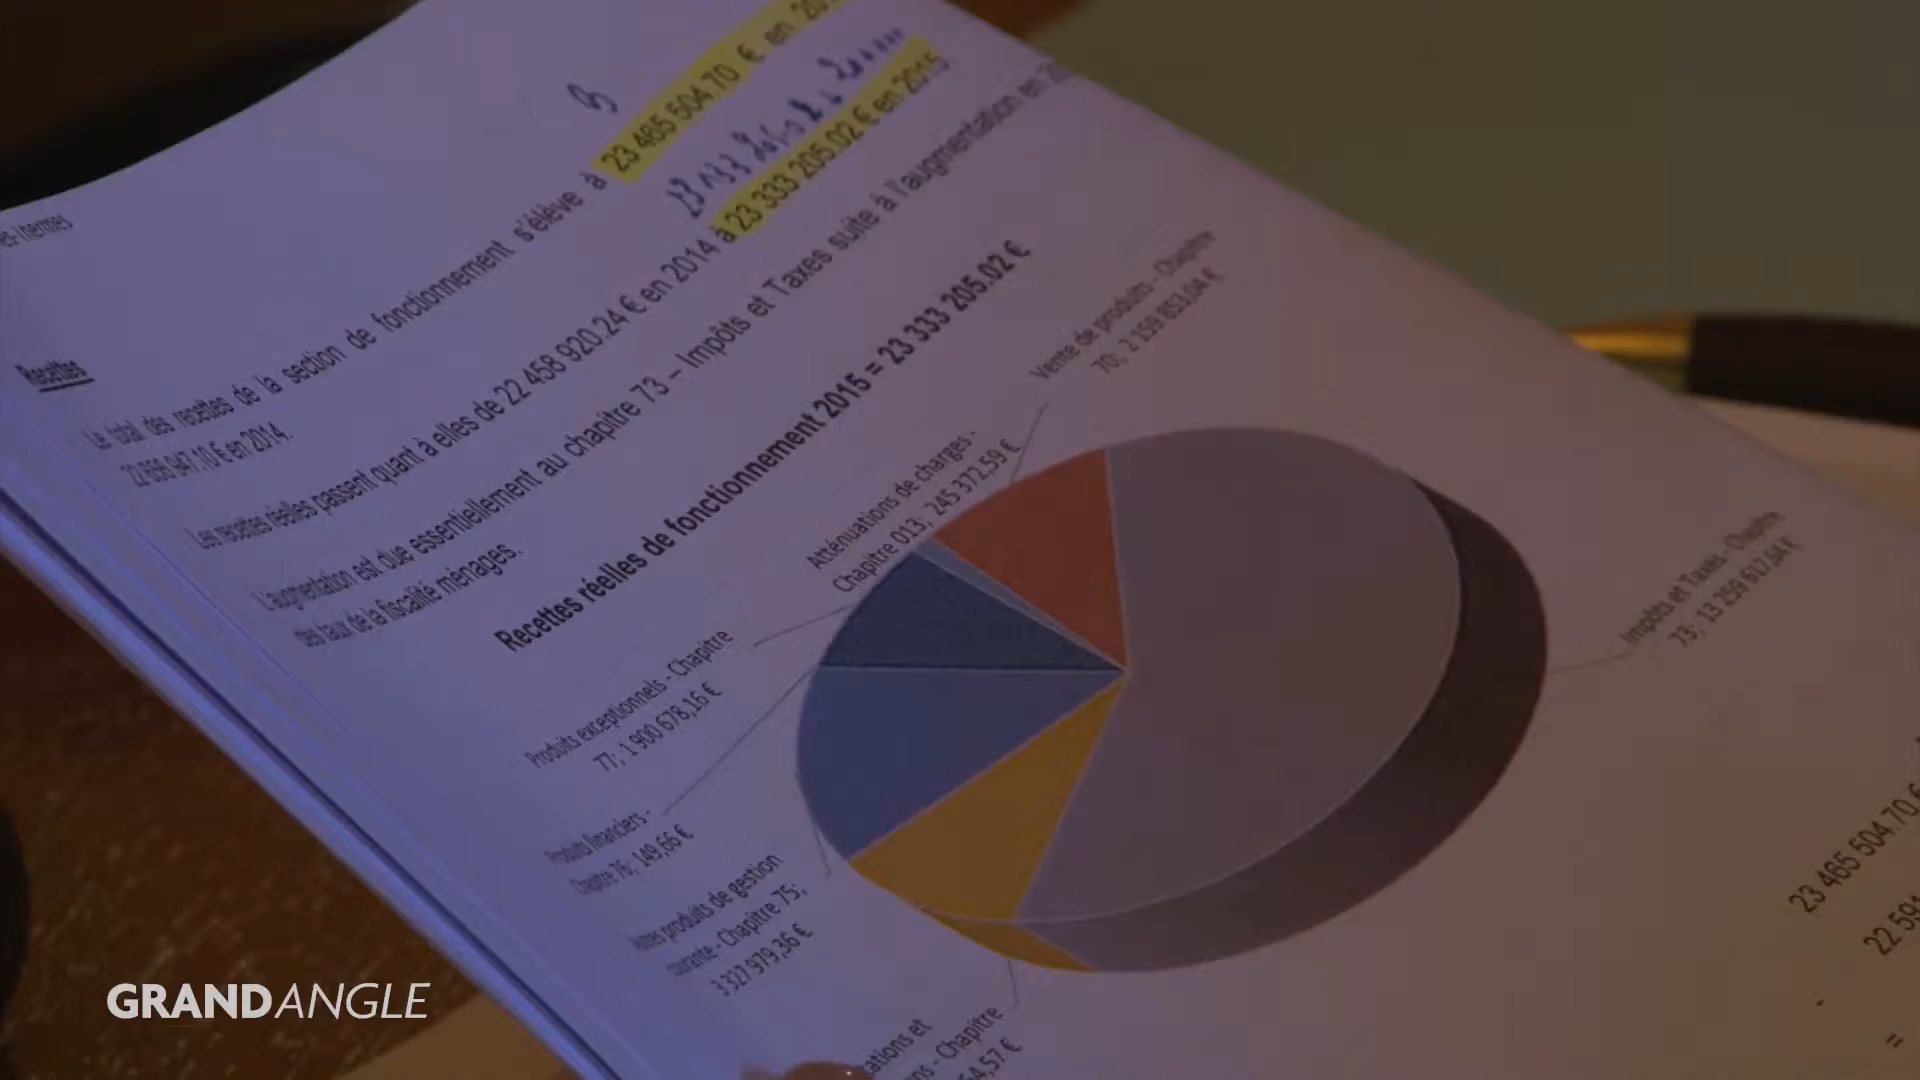 Recettes
Le total des recettes de la section de fonctionnement s'élève à 23 465 504.70 € en
22 656 947.10 € en 2014.
Les recettes réelles passent quant à elles de 22 458 920.24 € en 2014 à 23 333 205.02 € en 2015.
L'augmentation est due essentiellement au chapitre 73 – Impôts et Taxes suite à l'augmentation en
des taux de la fiscalité ménages.
Recettes réelles de fonctionnement 2015 = 23 333 205.02 €
Vente de produits - Chapitre
70; 2 159 853,04 €
Atténuations de charges -
Chapitre 013; 245 372,59 €
Impôts et Taxes - Chapitre
73; 13 259 617,64 €
Produits exceptionnels - Chapitre
77; 1 900 678,16 €
Produits financiers -
Chapitre 76; 149,66 €
Autres produits de gestion
courante - Chapitre 75;
3 327 979,36 €
- Chapitre
23 465 504.70 €
=
GRANDANGLE